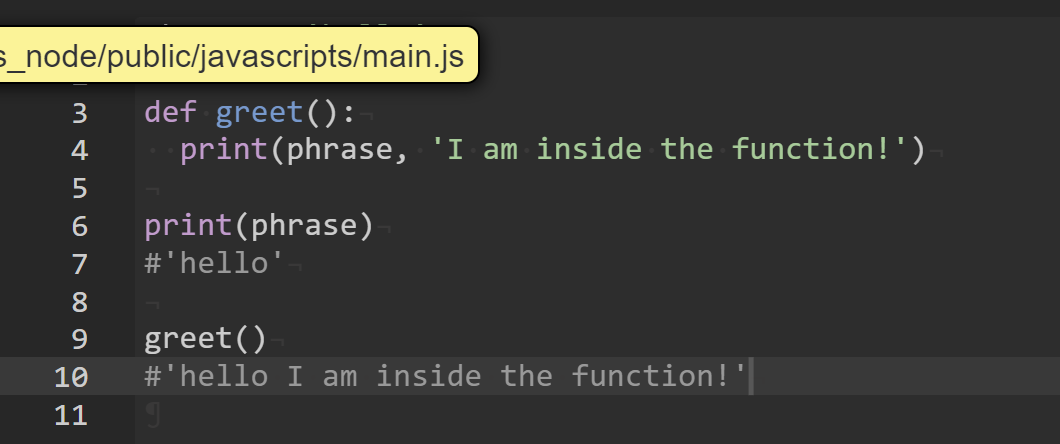 s_node/public/javascripts/main.js
3 def greet():
4   print(phrase, 'I am inside the function!')
5
6 print(phrase)
7 #'hello'
8
9 greet()
10 #'hello I am inside the function!'
11